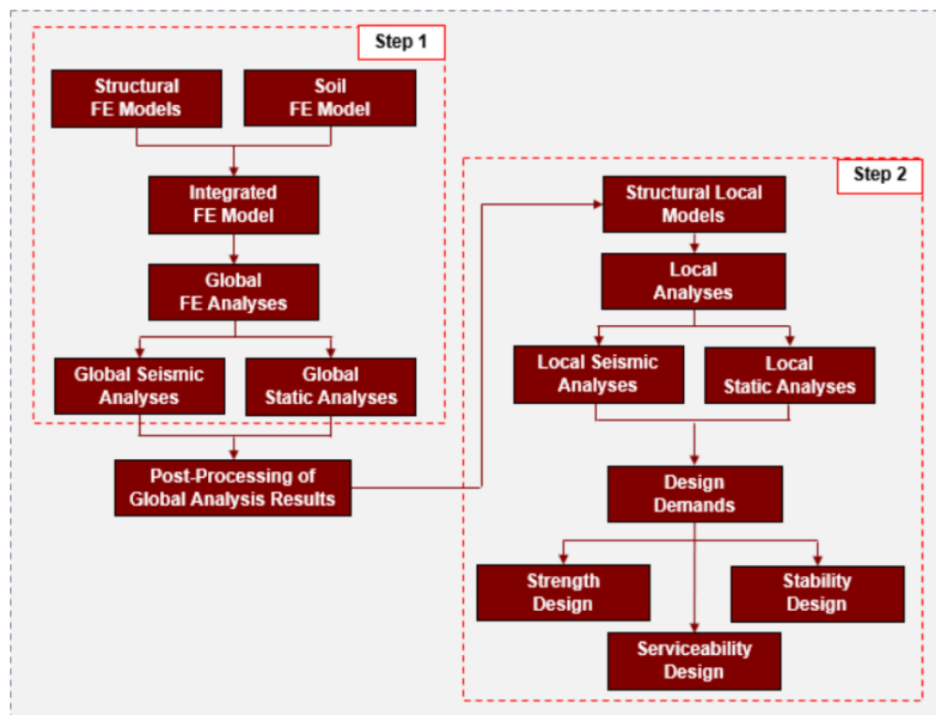 Step 1
Structural
FE Models
Soil
FE Model
Integrated
FE Model
Global
FE Analyses
Global Seismic
Analyses
Global
Static Analyses
Post-Processing of
Global Analysis Results
Step 2
Structural Local
Models
Local
Analyses
Local Seismic
Analyses
Local
Static Analyses
Design
Demands
Strength
Design
Stability
Design
Serviceability
Design